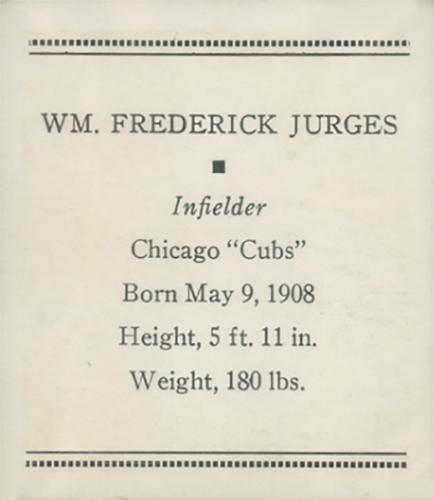 WM. FREDERICK JURGES
Infielder
Chicago "Cubs"
Born May 9, 1908
Height, 5 ft. 11 in.
Weight, 180 lbs.